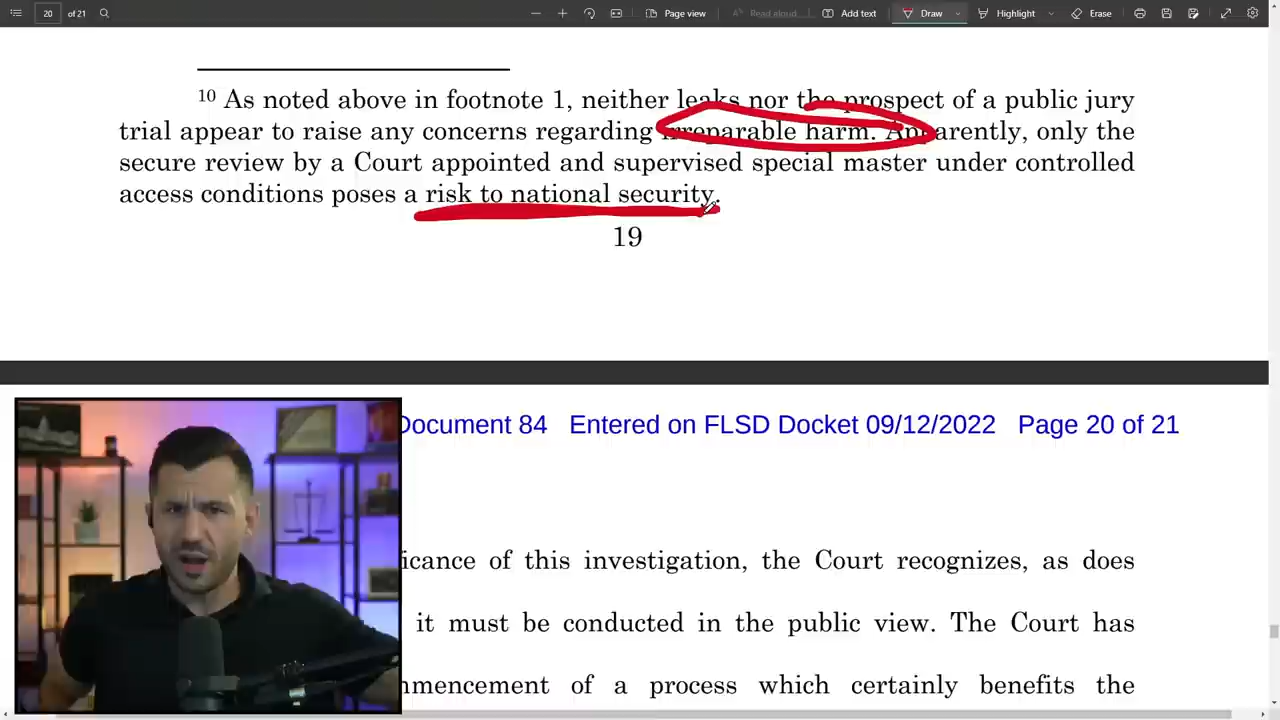 20 of 21
Page view
Read aloud
Add text
Draw
Highlight
Erase
10 As noted above in footnote 1, neither leaks nor the prospect of a public jury
trial appear to raise any concerns regarding irreparable harm. Apparently, only the
secure review by a Court appointed and supervised special master under controlled
access conditions poses a risk to national security.
19
Document 84 Entered on FLSD Docket 09/12/2022 Page 20 of 21
icance of this investigation, the Court recognizes, as does
it must be conducted in the public view. The Court has
mmencement of a process which certainly benefits the